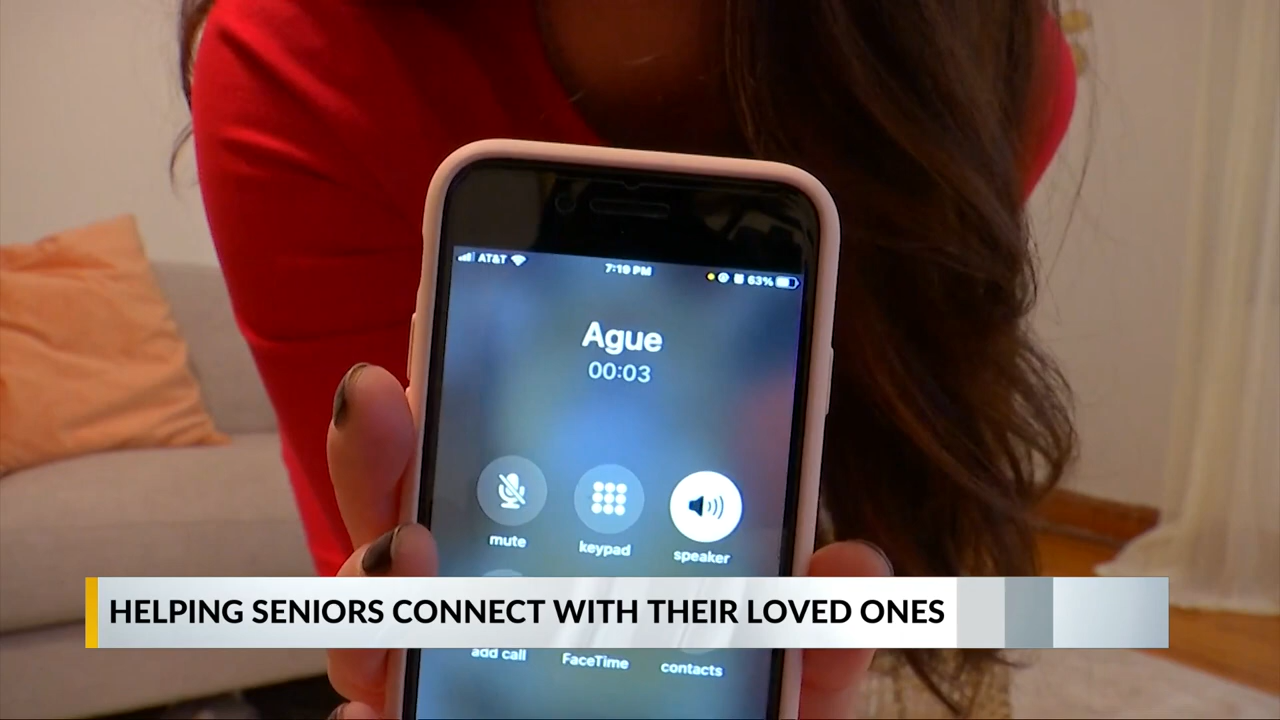 AT&T 7:19 PM 63%
Ague
00:03
mute keypad speaker
HELPING SENIORS CONNECT WITH THEIR LOVED ONES
add call FaceTime contacts